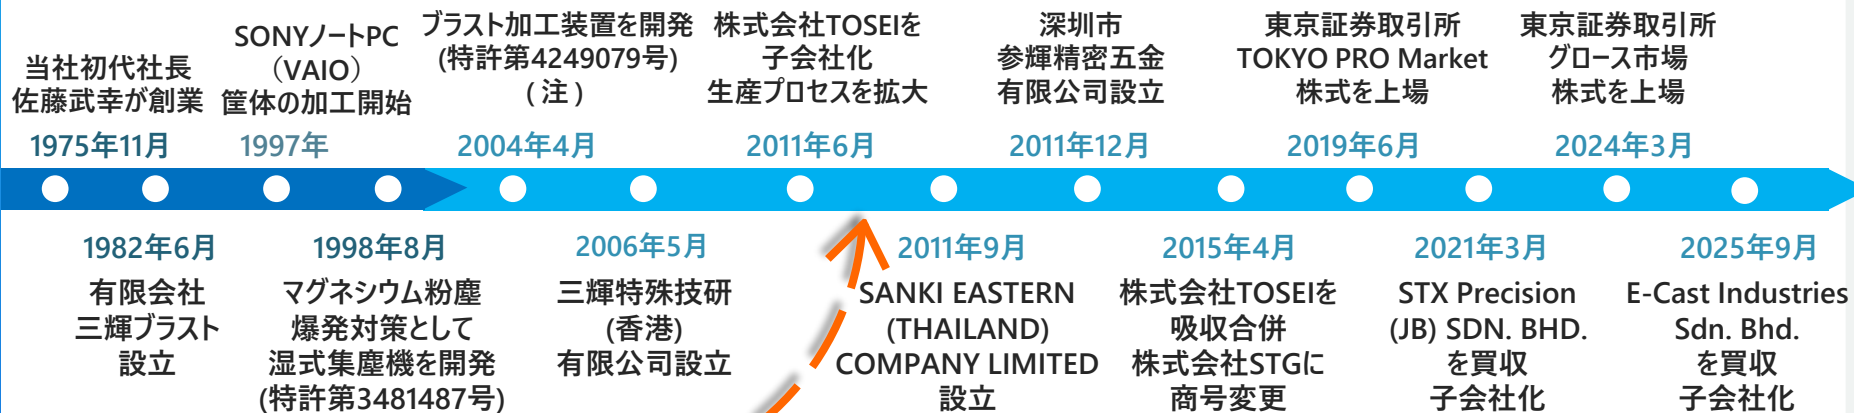 当社初代社長
佐藤武幸が創業
1975年11月
SONYノートPC
（VAIO）
筐体の加工開始
1997年
ブラスト加工装置を開発
(特許第4249079号)
(注)
2004年4月
株式会社TOSEIを
子会社化
生産プロセスを拡大
2011年6月
深圳市
参輝精密五金
有限公司設立
2011年12月
東京証券取引所
TOKYO PRO Market
株式を上場
2019年6月
東京証券取引所
グロース市場
株式を上場
2024年3月
1982年6月
有限会社
三輝ブラスト
設立
1998年8月
マグネシウム粉塵
爆発対策として
湿式集塵機を開発
(特許第3481487号)
2006年5月
三輝特殊技研
(香港)
有限公司設立
2011年9月
SANKI EASTERN
(THAILAND)
COMPANY LIMITED
設立
2015年4月
株式会社TOSEIを
吸収合併
株式会社STGに
商号変更
2021年3月
STX Precision
(JB) SDN. BHD.
を買収
子会社化
2025年9月
E-Cast Industries
Sdn. Bhd.
を買収
子会社化